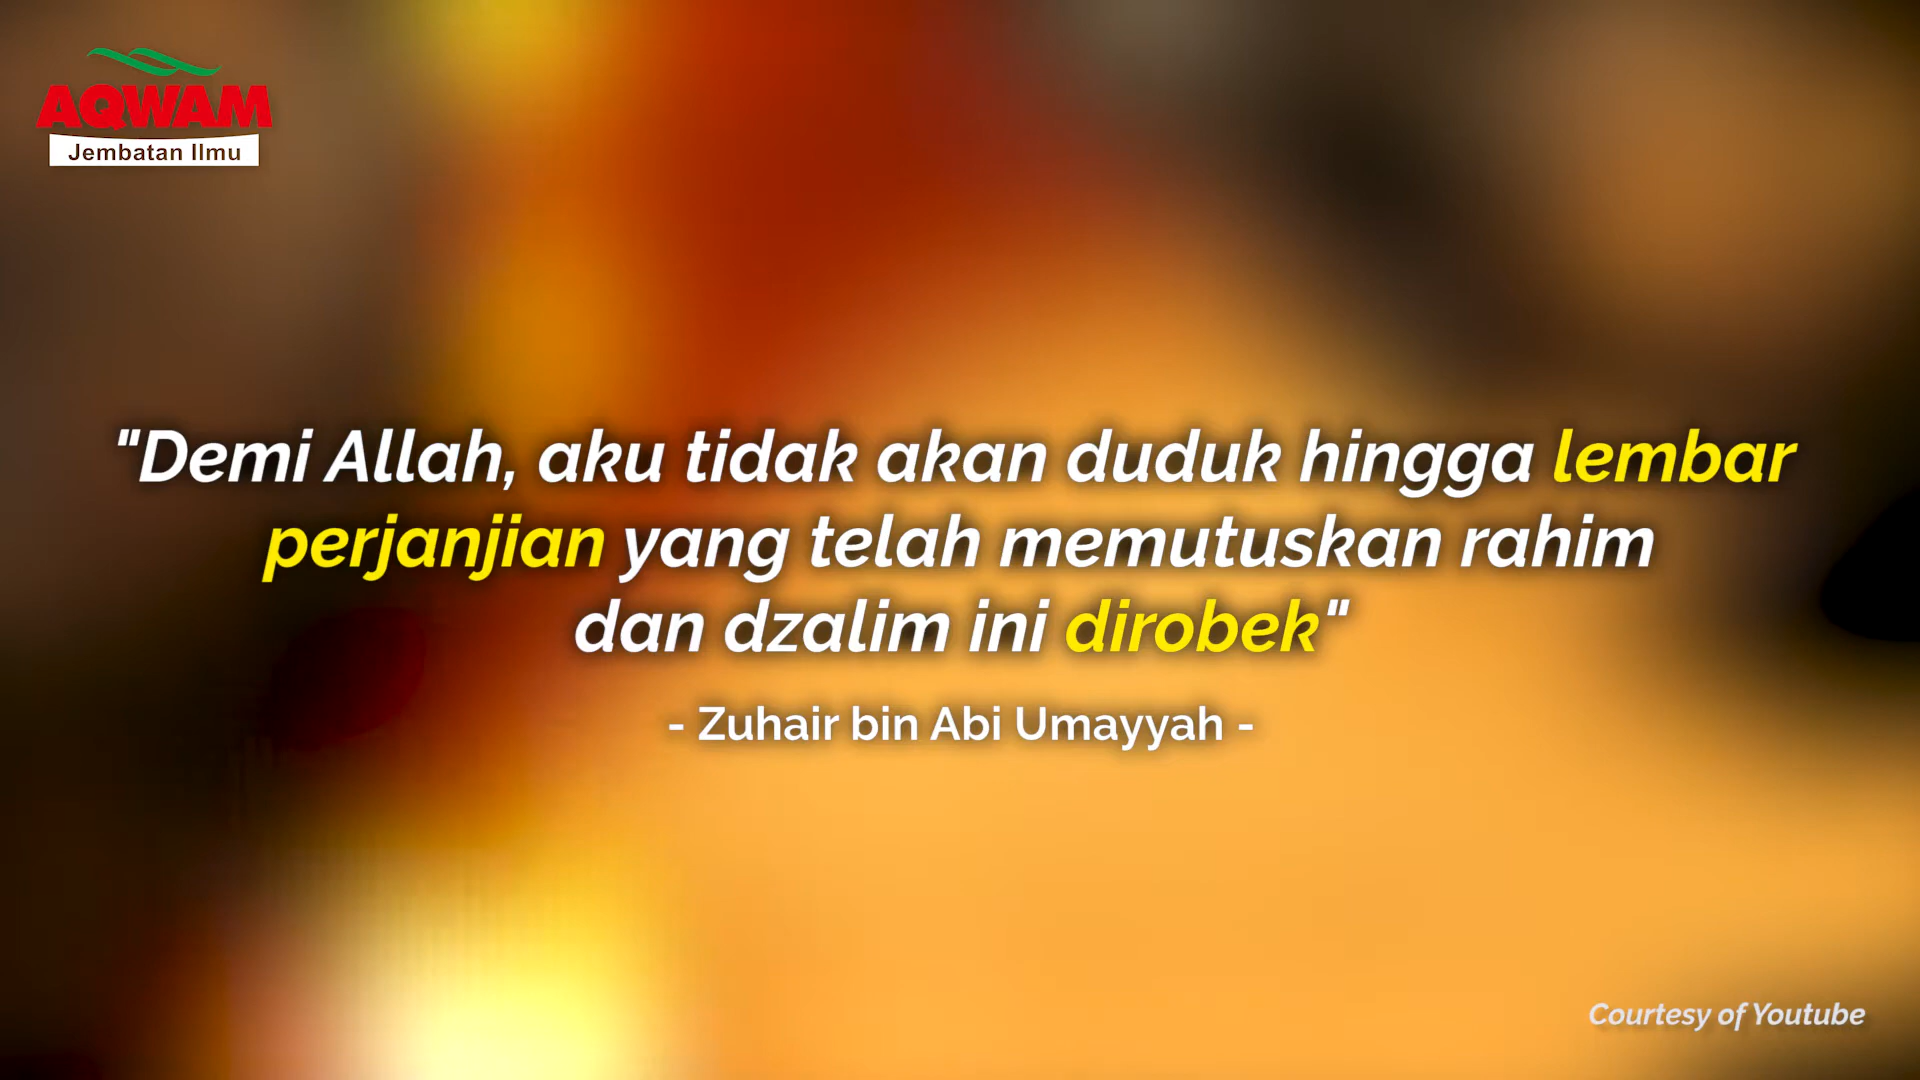 AQWAM
Jembatan Ilmu
"Demi Allah, aku tidak akan duduk hingga lembar
perjanjian yang telah memutuskan rahim
dan dzalim ini dirobek"
- Zuhair bin Abi Umayyah -
Courtesy of Youtube